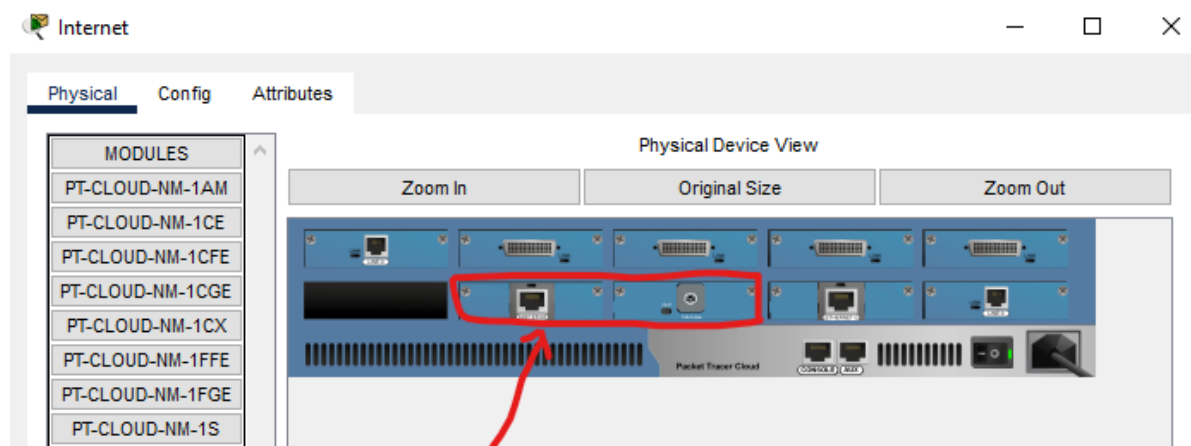 Internet
Physical Config Attributes
MODULES
PT-CLOUD-NM-1AM
PT-CLOUD-NM-1CE
PT-CLOUD-NM-1CFE
PT-CLOUD-NM-1CGE
PT-CLOUD-NM-1CX
PT-CLOUD-NM-1FFE
PT-CLOUD-NM-1FGE
PT-CLOUD-NM-1S
Physical Device View
Zoom In Original Size Zoom Out
Packet Tracer Cloud
CONSOLE AUX